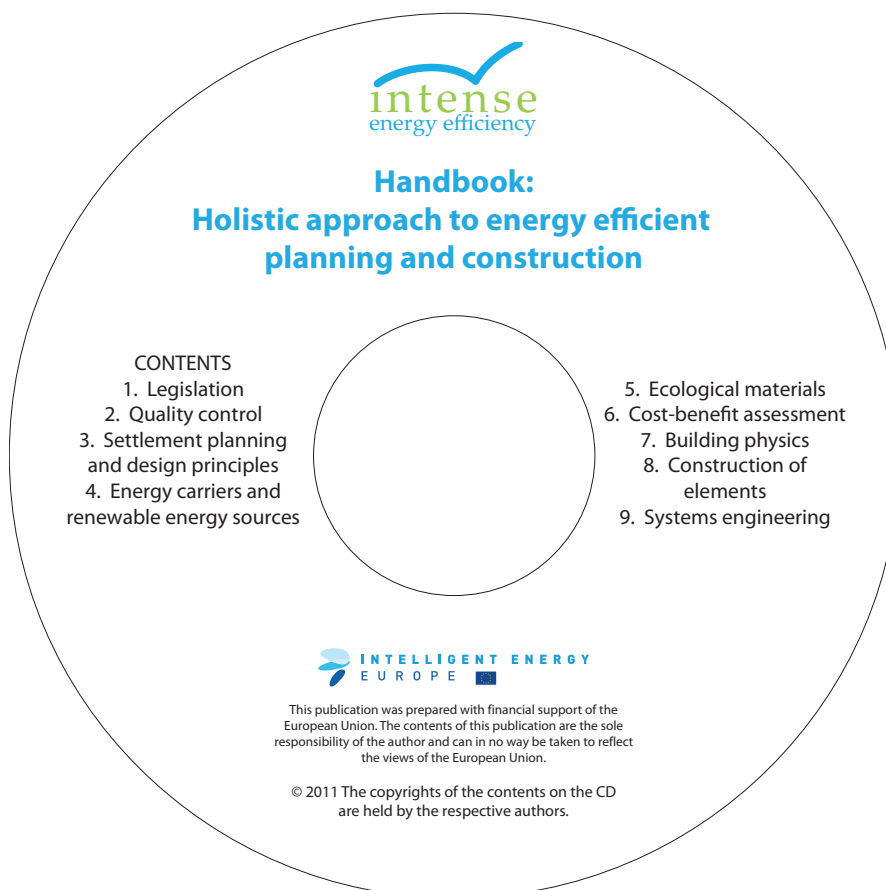 intense
energy efficiency
Handbook:
Holistic approach to energy efficient
planning and construction
CONTENTS
1. Legislation
2. Quality control
3. Settlement planning
and design principles
4. Energy carriers and
renewable energy sources
5. Ecological materials
6. Cost-benefit assessment
7. Building physics
8. Construction of
elements
9. Systems engineering
INTELLIGENT ENERGY
EUROPE
This publication was prepared with financial support of the
European Union. The contents of this publication are the sole
responsibility of the author and can in no way be taken to reflect
the views of the European Union.
© 2011 The copyrights of the contents on the CD
are held by the respective authors.